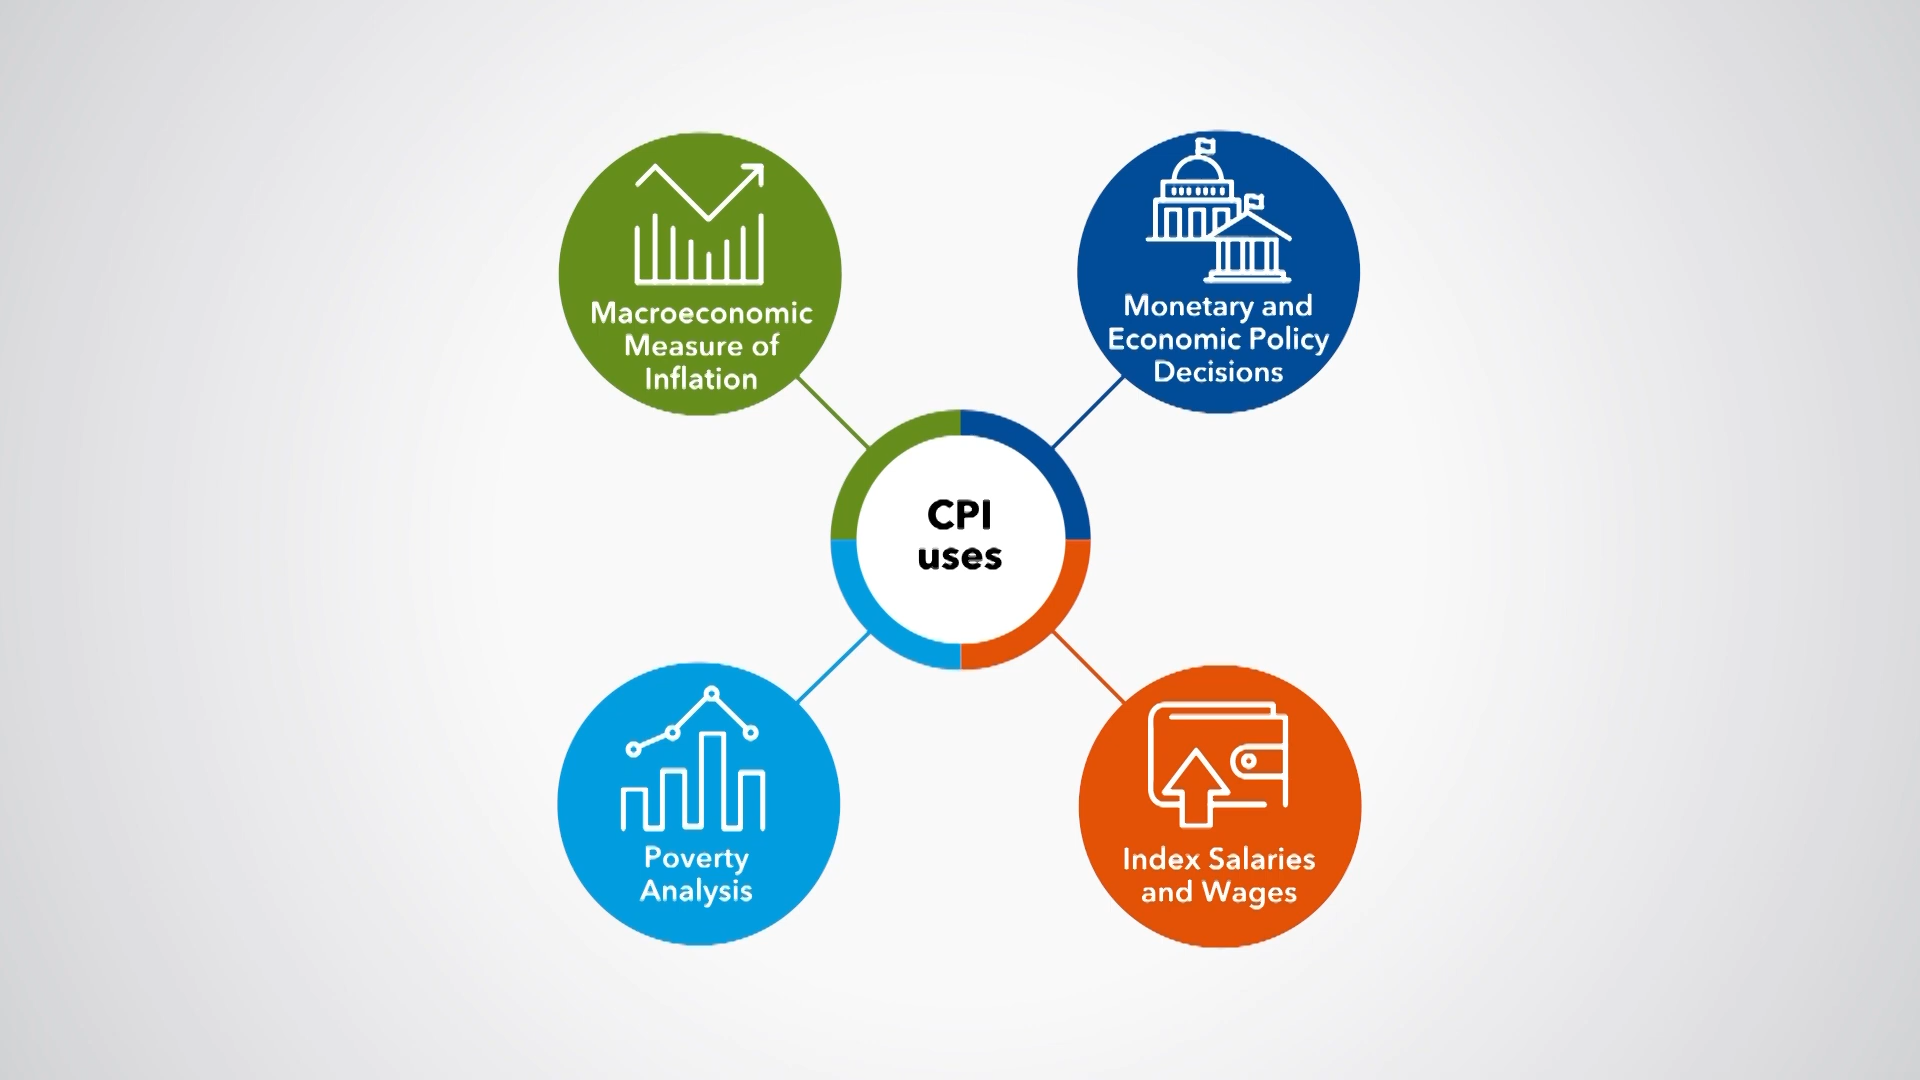 Macroeconomic
Measure of
Inflation
Monetary and
Economic Policy
Decisions
CPI
uses
Poverty
Analysis
Index Salaries
and Wages